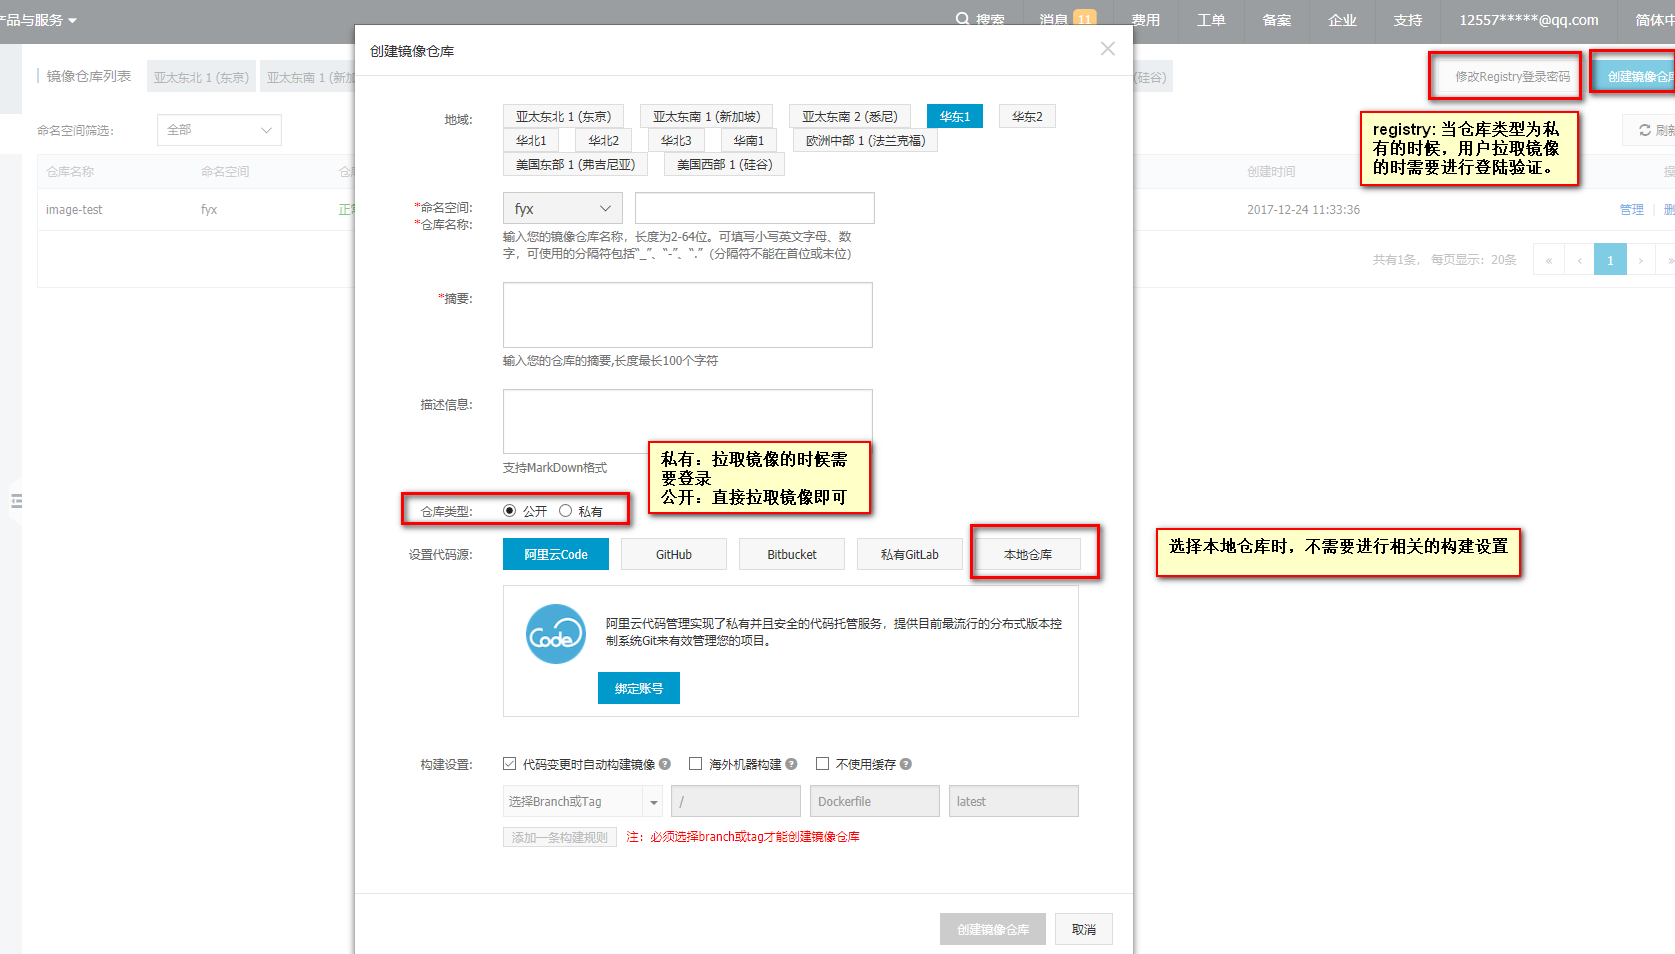 产品与服务 搜索 消息 11 费用 工单 备案 企业 支持 12557*****@qq.com 简体中
创建镜像仓库
镜像仓库列表 亚太东北 1 (东京) 亚太东南 1 (新加 (硅谷) 修改Registry登录密码 创建镜像仓库
registry: 当仓库类型为私
有的时候，用户拉取镜像
的时需要进行登陆验证。
命名空间筛选: 全部 刷新
仓库名称 命名空间 仓库 创建时间 操
image-test fyx 正常 2017-12-24 11:33:36 管理 删
共有1条， 每页显示：20条 « ‹ 1 › »
地域: 亚太东北 1 (东京) 亚太东南 1 (新加坡) 亚太东南 2 (悉尼) 华东1 华东2
华北1 华北2 华北3 华南1 欧洲中部 1 (法兰克福)
美国东部 1 (弗吉尼亚) 美国西部 1 (硅谷)
*命名空间: fyx
*仓库名称:
输入您的镜像仓库名称，长度为2-64位。可填写小写英文字母、数
字，可使用的分隔符包括“_”、“-”、“.”（分隔符不能在首位或末位）
*摘要:
输入您的仓库的摘要,长度最长100个字符
描述信息:
支持MarkDown格式
私有：拉取镜像的时候需
要登录
公开：直接拉取镜像即可
仓库类型: 公开 私有
设置代码源: 阿里云Code GitHub Bitbucket 私有GitLab 本地仓库
选择本地仓库时，不需要进行相关的构建设置
Code
阿里云代码管理实现了私有并且安全的代码托管服务，提供目前最流行的分布式版本控
制系统Git来有效管理您的项目。
绑定账号
构建设置: 代码变更时自动构建镜像 ? 海外机器构建 ? 不使用缓存 ?
选择Branch或Tag / Dockerfile latest
添加一条构建规则 注：必须选择branch或tag才能创建镜像仓库
创建镜像仓库 取消